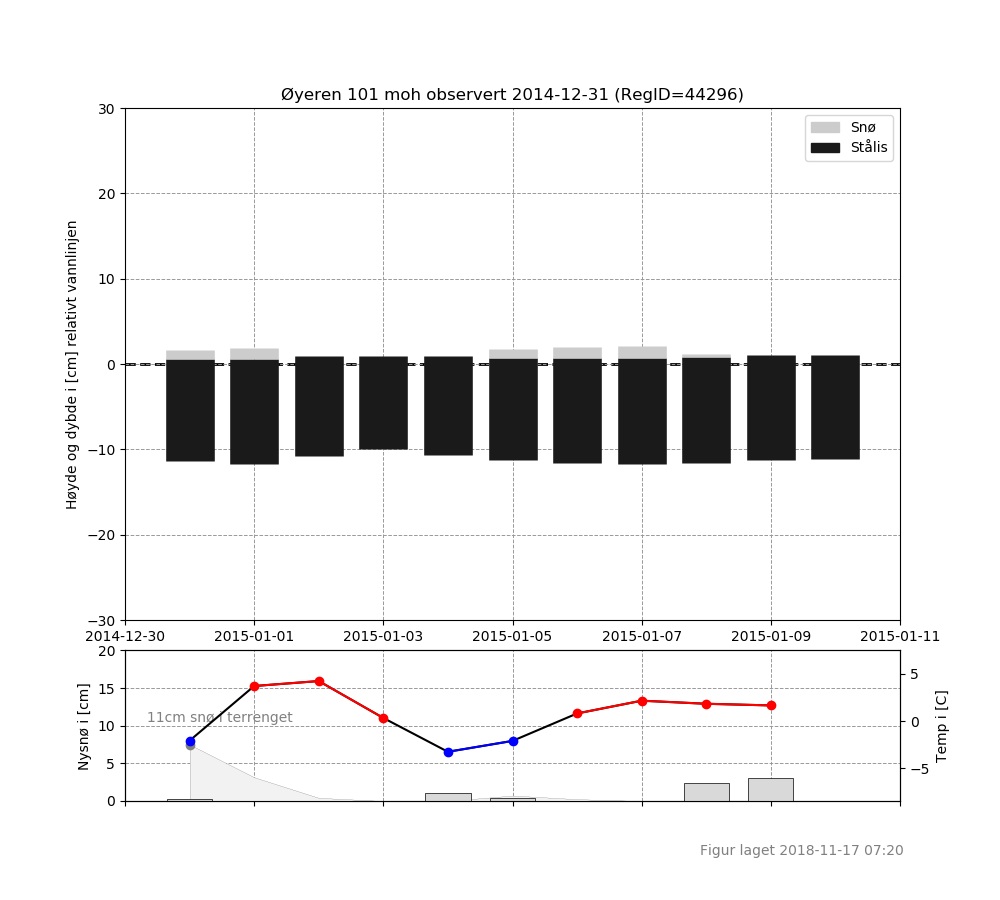 Øyeren 101 moh observert 2014-12-31 (RegID=44296)
Snø
Stålis
Høyde og dybde i [cm] relativt vannlinjen
30
20
10
0
−10
−20
−30
2014-12-30 2015-01-01 2015-01-03 2015-01-05 2015-01-07 2015-01-09 2015-01-11
Nysnø i [cm]
20
15
10
5
0
11cm snø i terrenget
5
0
−5
Temp i [C]
Figur laget 2018-11-17 07:20